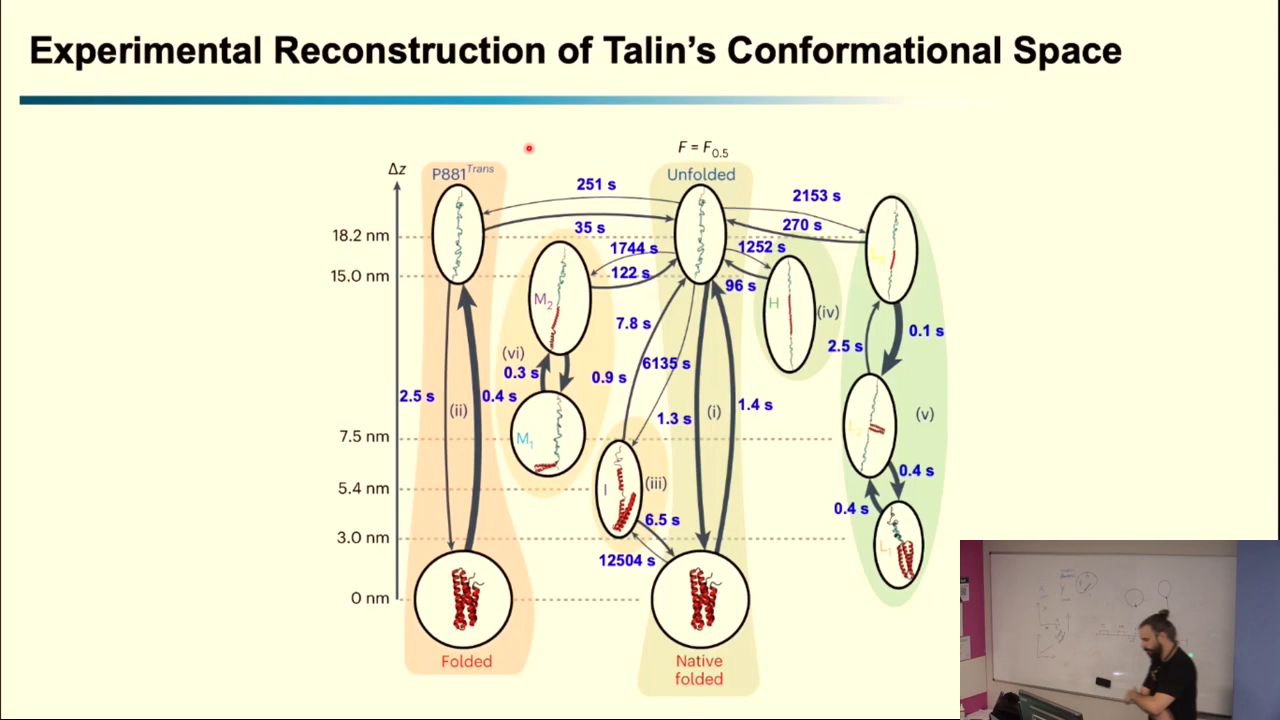 Experimental Reconstruction of Talin's Conformational Space
F = F0.5
Δz
P881Trans
Unfolded
251 s
2153 s
35 s
270 s
18.2 nm
1744 s
1252 s
15.0 nm
122 s
96 s
M2
H
(iv)
7.8 s
0.1 s
(vi)
2.5 s
0.3 s
0.9 s
6135 s
2.5 s
0.4 s
(ii)
1.3 s
(i)
1.4 s
(v)
7.5 nm
M1
L2
0.4 s
5.4 nm
I
(iii)
0.4 s
6.5 s
3.0 nm
L1
12504 s
0 nm
Folded
Native
folded